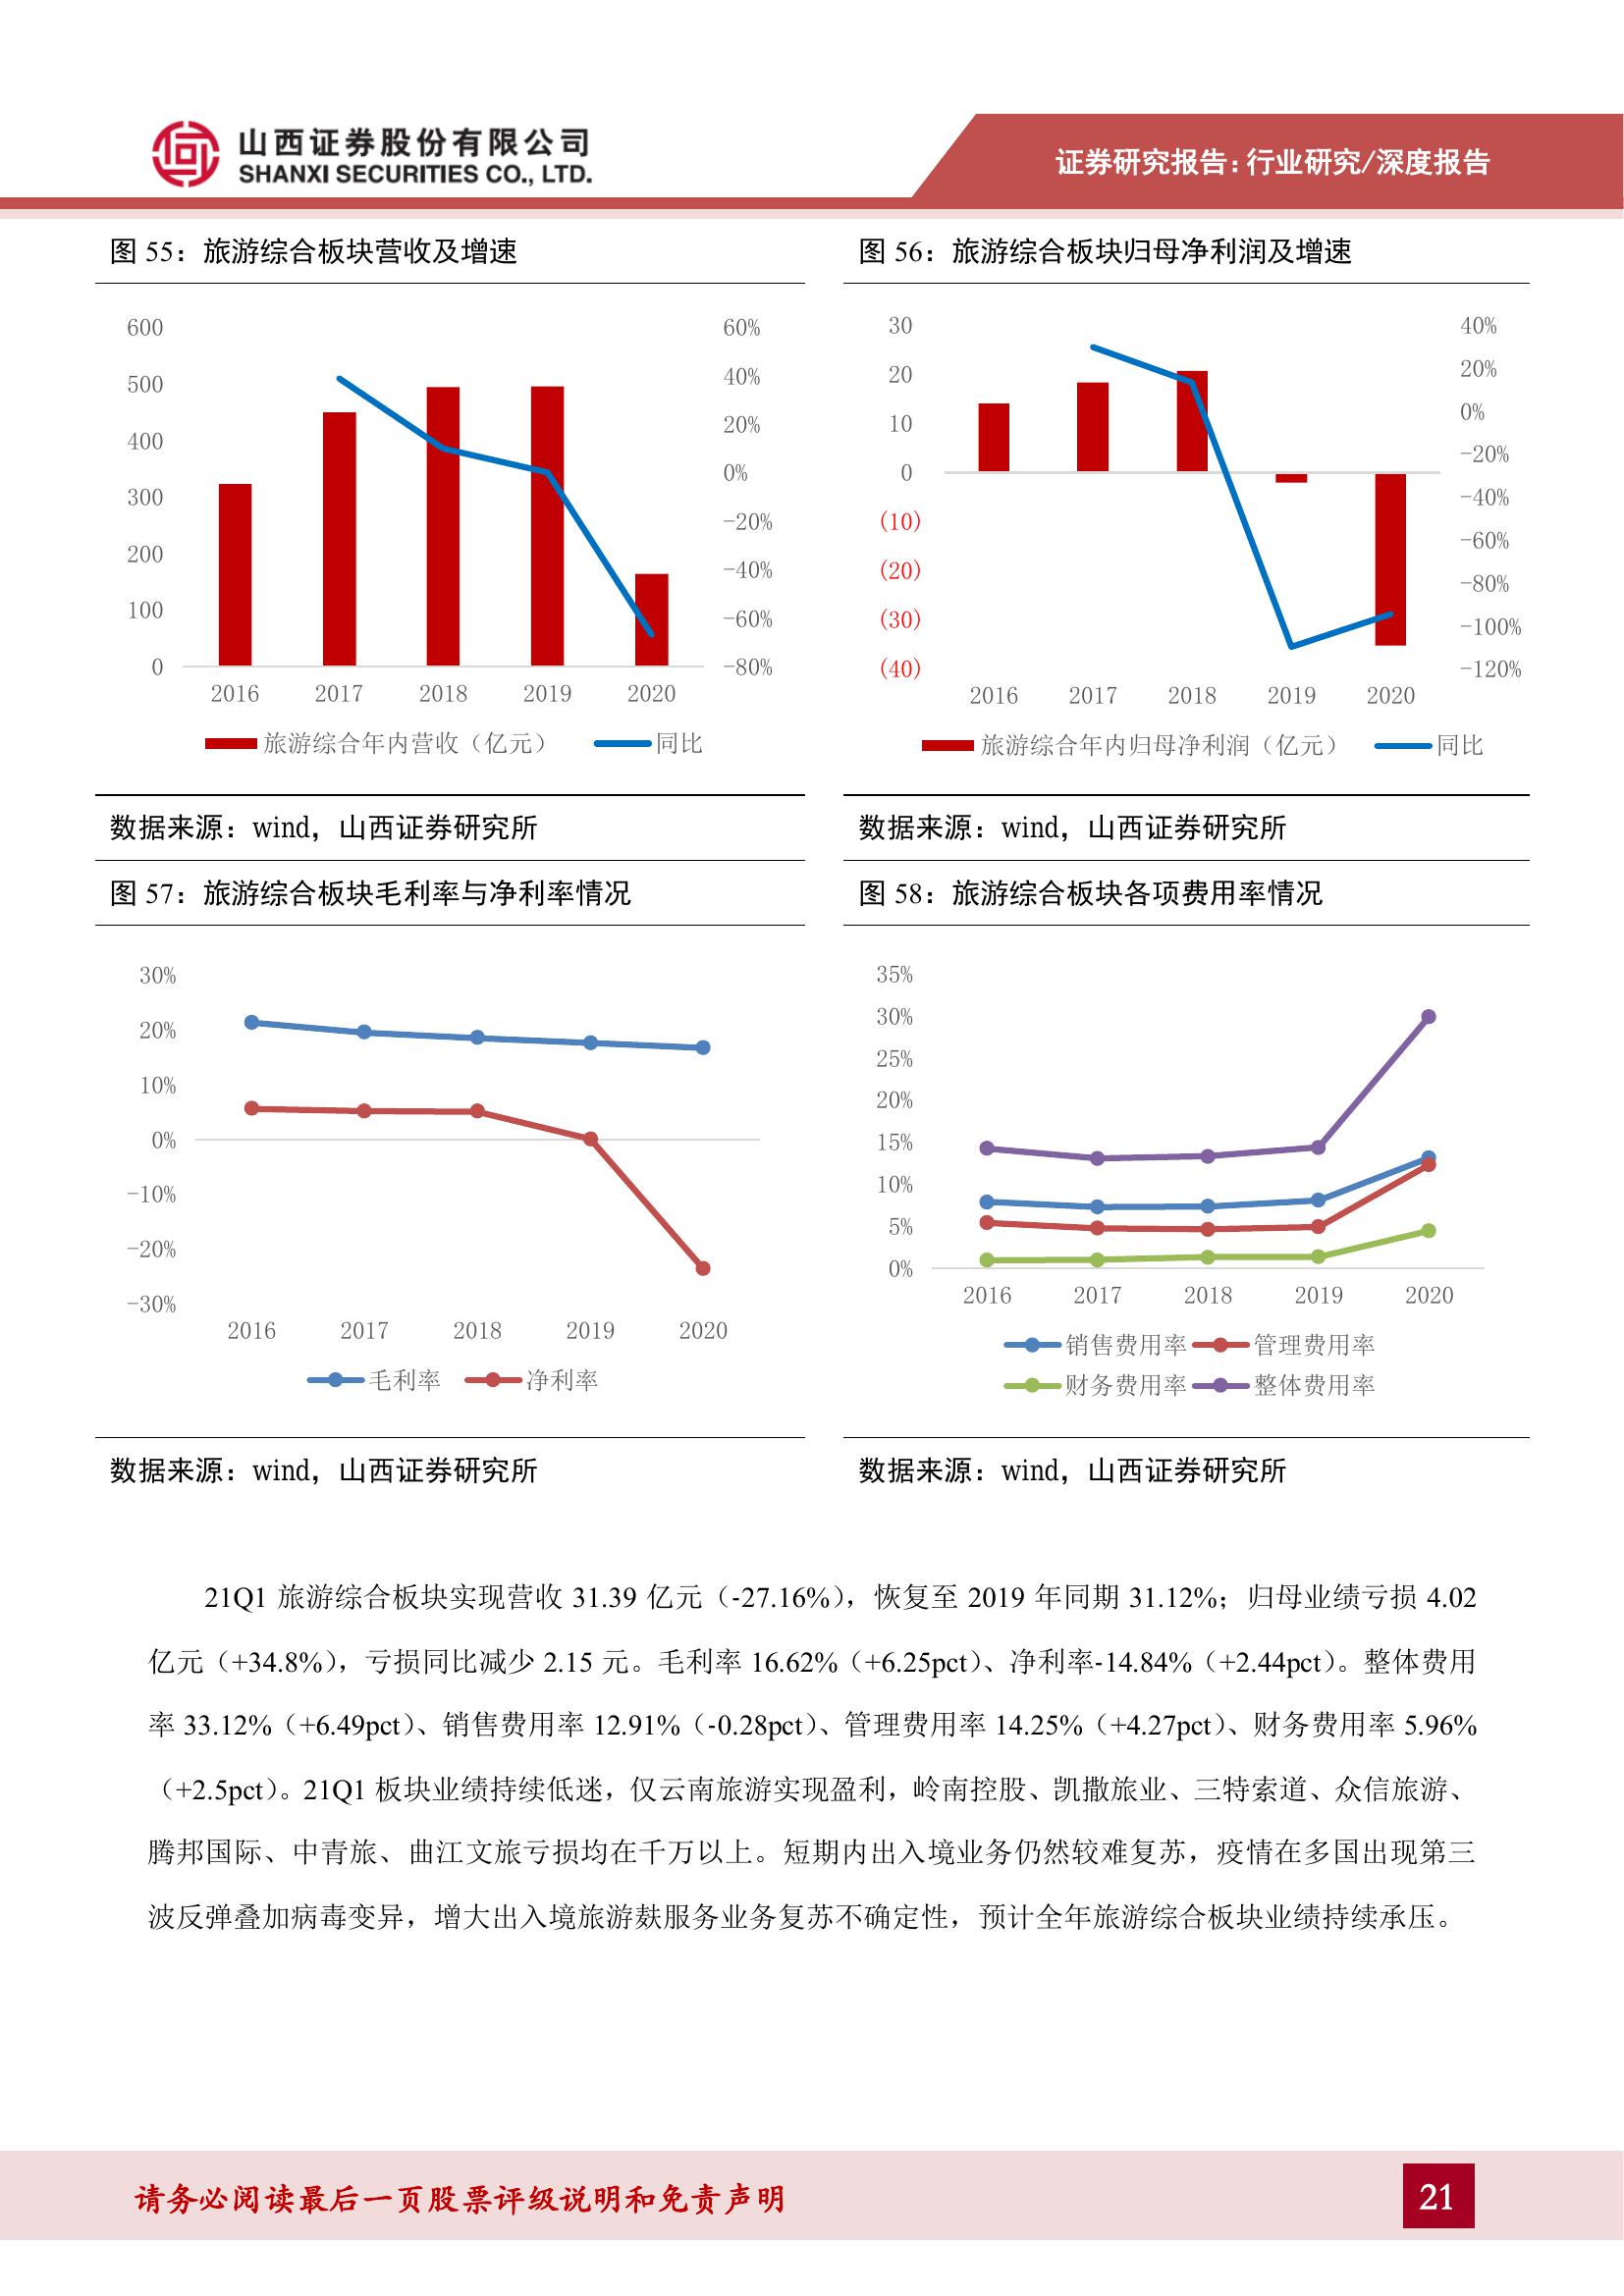 山西证券股份有限公司
SHANXI SECURITIES CO., LTD.
证券研究报告：行业研究/深度报告
图 55：旅游综合板块营收及增速
600
500
400
300
200
100
0
60%
40%
20%
0%
-20%
-40%
-60%
-80%
2016 2017 2018 2019 2020
旅游综合年内营收（亿元） 同比
数据来源：wind，山西证券研究所
图 56：旅游综合板块归母净利润及增速
30
20
10
0
(10)
(20)
(30)
(40)
40%
20%
0%
-20%
-40%
-60%
-80%
-100%
-120%
2016 2017 2018 2019 2020
旅游综合年内归母净利润（亿元） 同比
数据来源：wind，山西证券研究所
图 57：旅游综合板块毛利率与净利率情况
30%
20%
10%
0%
-10%
-20%
-30%
2016 2017 2018 2019 2020
毛利率 净利率
数据来源：wind，山西证券研究所
图 58：旅游综合板块各项费用率情况
35%
30%
25%
20%
15%
10%
5%
0%
2016 2017 2018 2019 2020
销售费用率 管理费用率
财务费用率 整体费用率
数据来源：wind，山西证券研究所
21Q1 旅游综合板块实现营收 31.39 亿元（-27.16%），恢复至 2019 年同期 31.12%；归母业绩亏损 4.02
亿元（+34.8%），亏损同比减少 2.15 元。毛利率 16.62%（+6.25pct）、净利率-14.84%（+2.44pct）。整体费用
率 33.12%（+6.49pct）、销售费用率 12.91%（-0.28pct）、管理费用率 14.25%（+4.27pct）、财务费用率 5.96%
（+2.5pct）。21Q1 板块业绩持续低迷，仅云南旅游实现盈利，岭南控股、凯撒旅业、三特索道、众信旅游、
腾邦国际、中青旅、曲江文旅亏损均在千万以上。短期内出入境业务仍然较难复苏，疫情在多国出现第三
波反弹叠加病毒变异，增大出入境旅游麸服务业务复苏不确定性，预计全年旅游综合板块业绩持续承压。
请务必阅读最后一页股票评级说明和免责声明
21